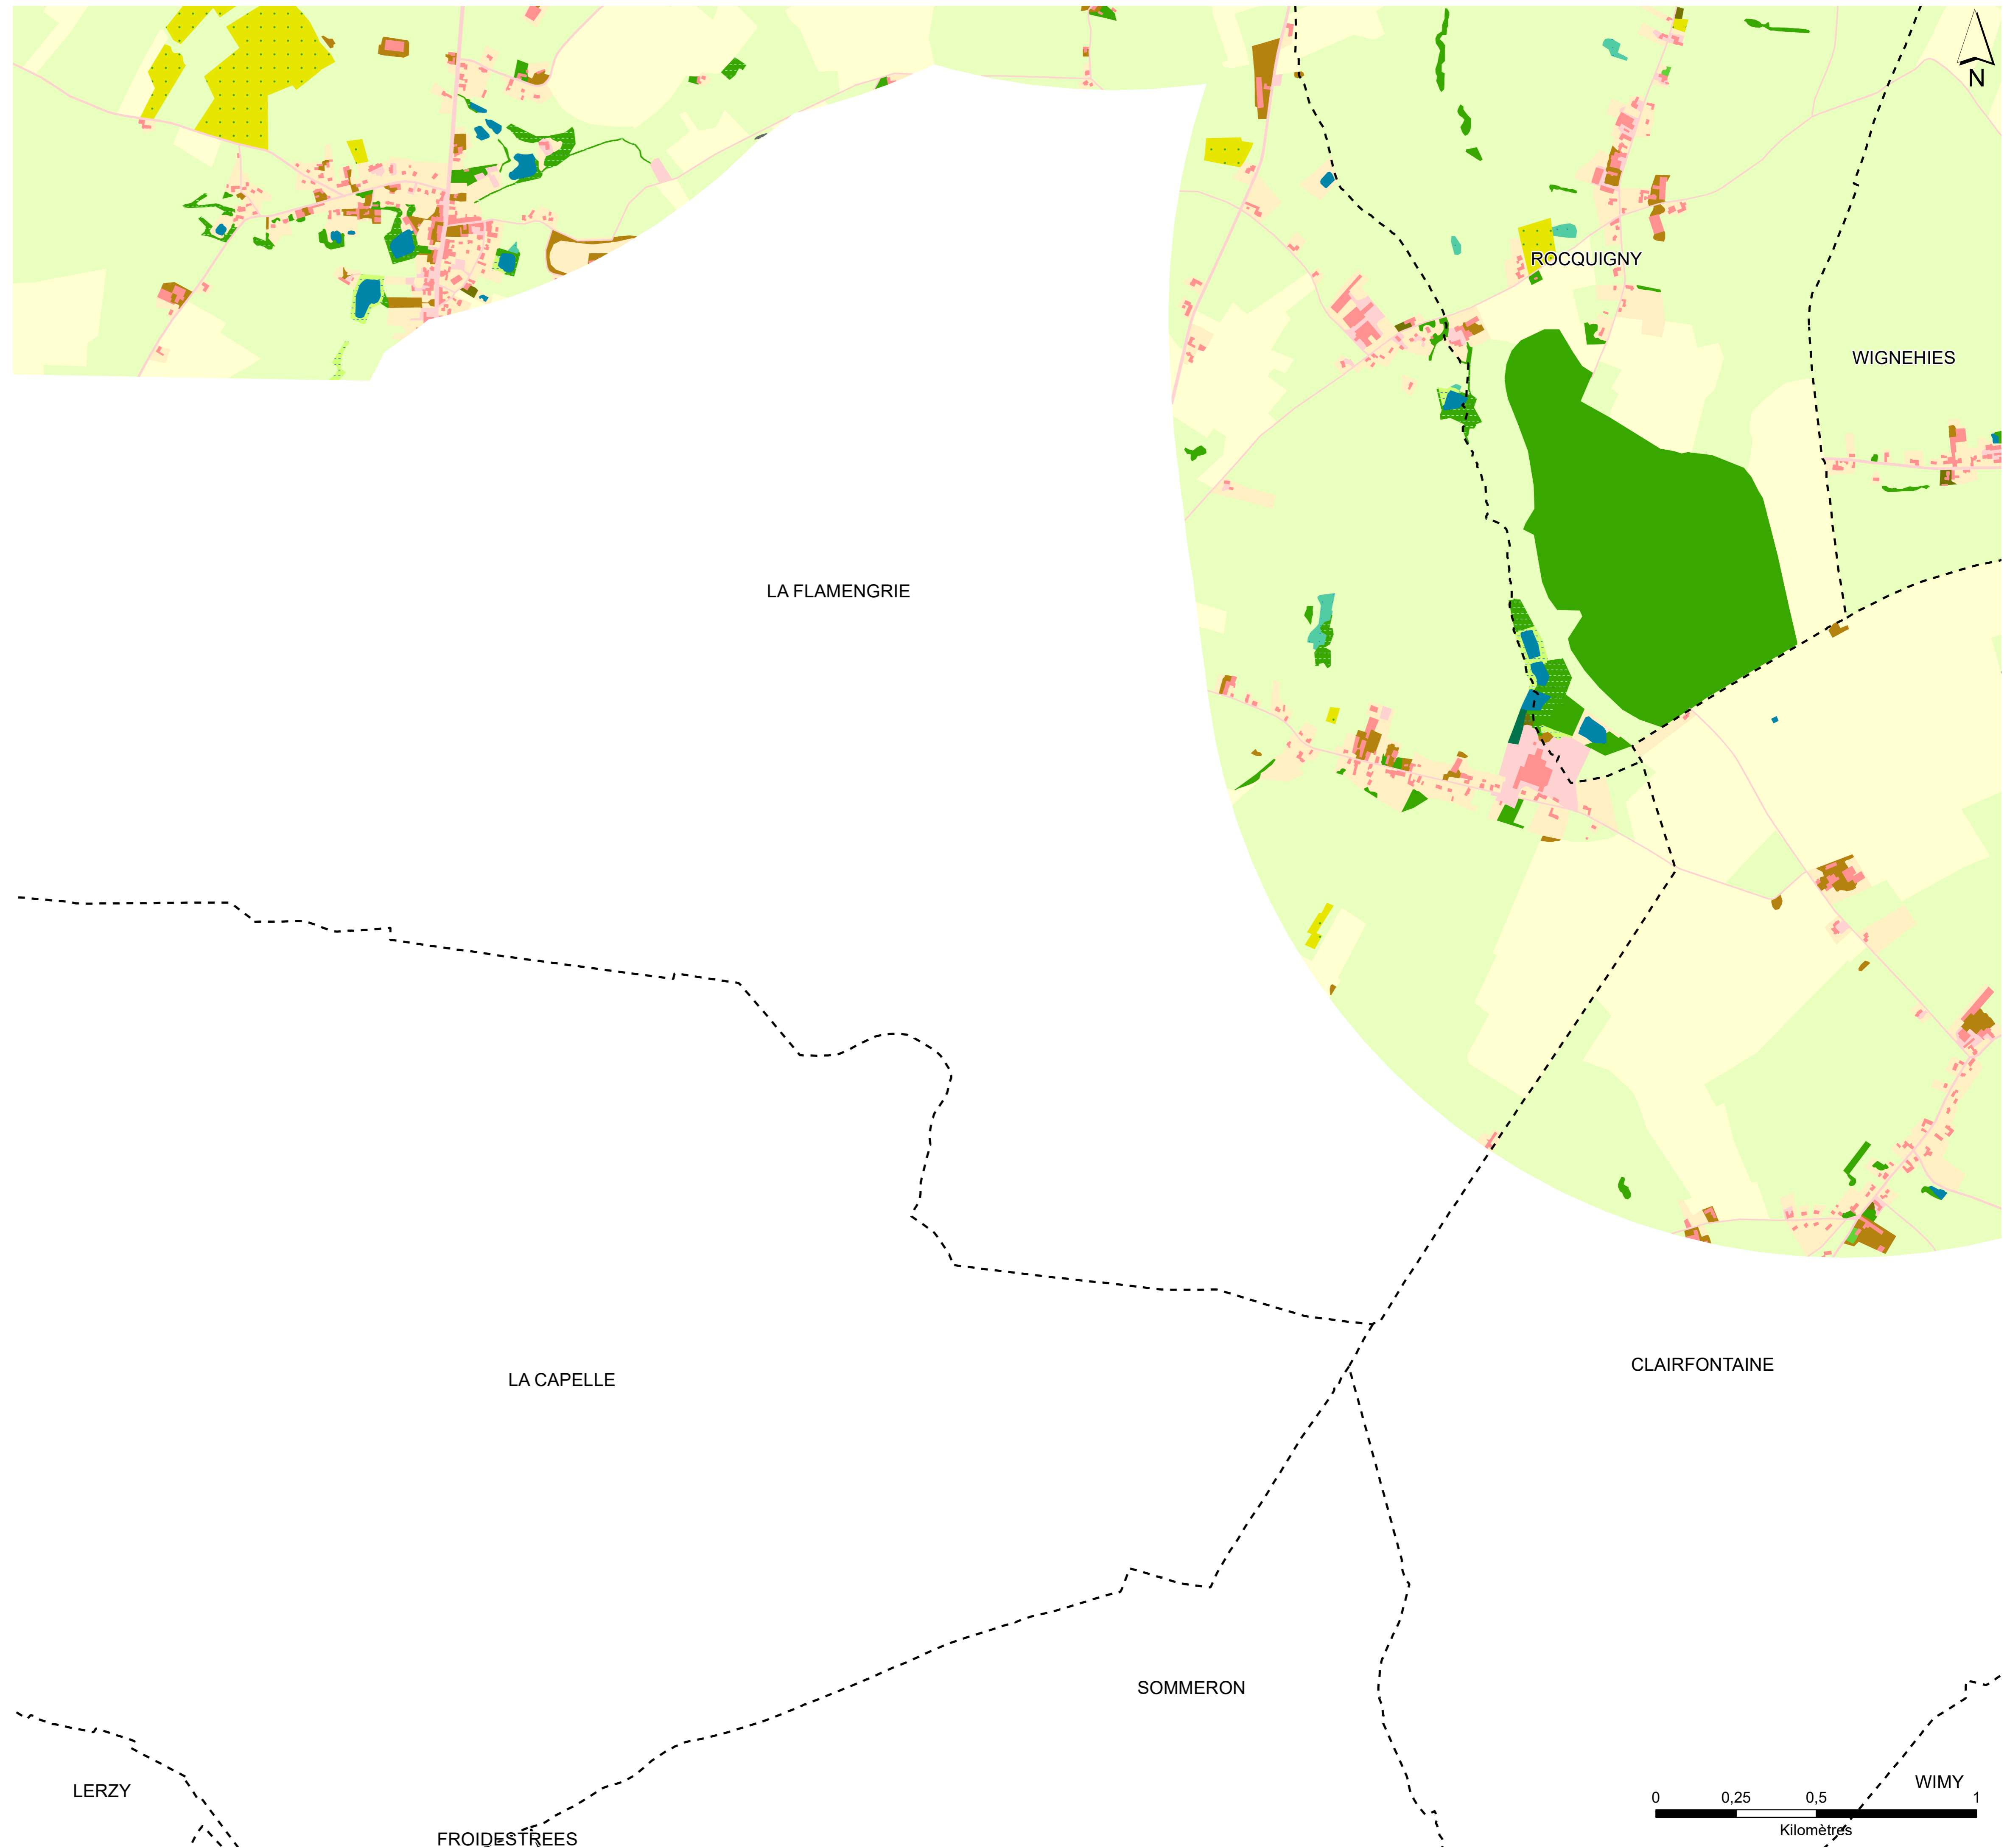 N
ROCQUIGNY
WIGNEHIES
LA FLAMENGRIE
LA CAPELLE
CLAIRFONTAINE
SOMMERON
LERZY
WIMY
0 0,25 0,5 1
Kilomètres
FROIDESTREES